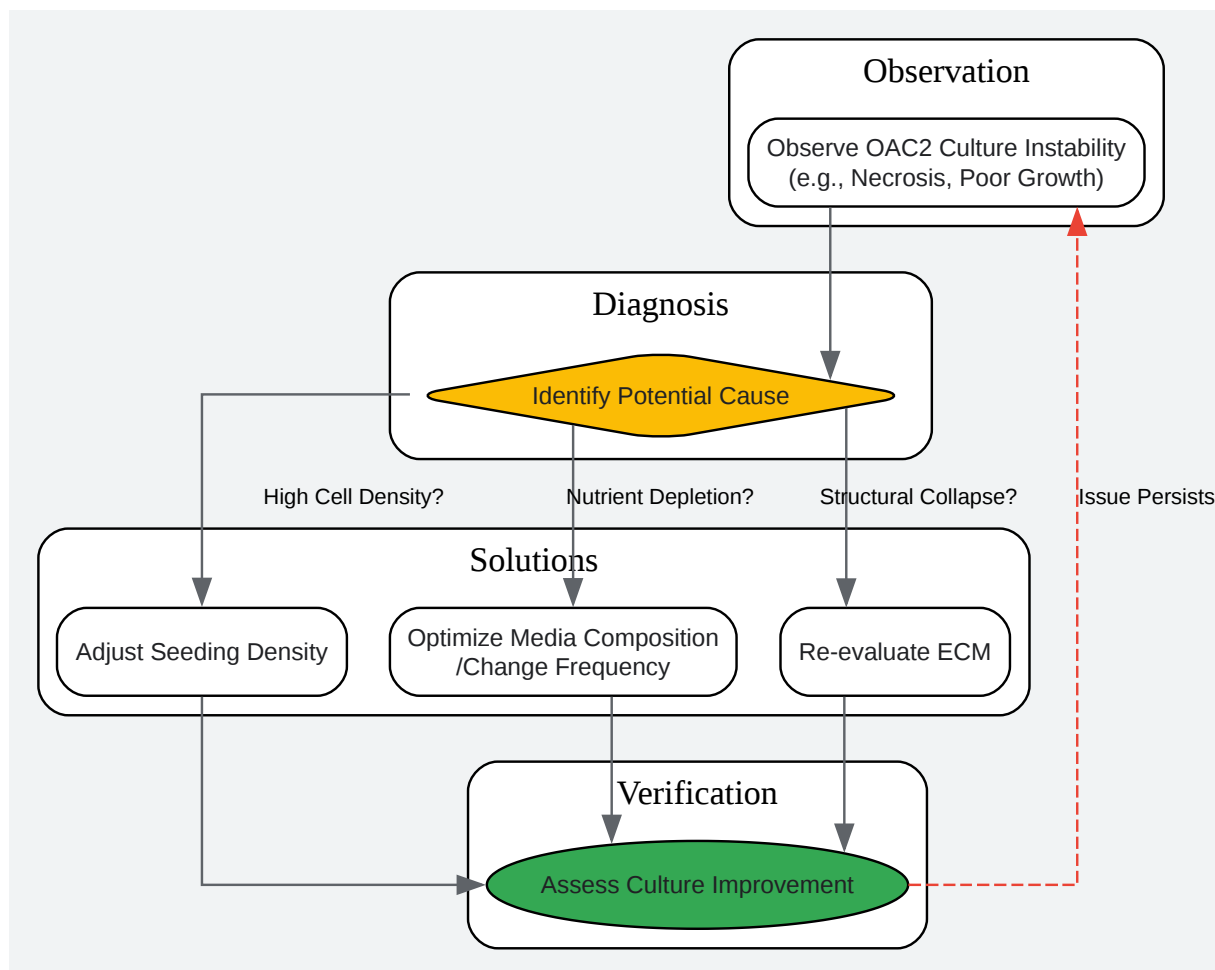 Observation
Observe OAC2 Culture Instability
(e.g., Necrosis, Poor Growth)
Diagnosis
Identify Potential Cause
High Cell Density?
Nutrient Depletion?
Structural Collapse?
Issue Persists
Solutions
Adjust Seeding Density
Optimize Media Composition
/Change Frequency
Re-evaluate ECM
Verification
Assess Culture Improvement